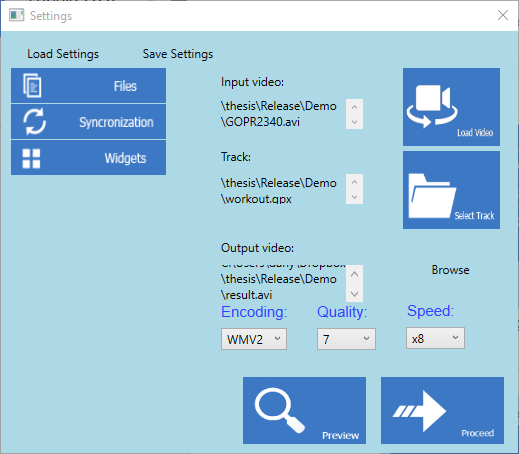 Settings
Load Settings
Save Settings
Files
Syncronization
Widgets
Input video:
\thesis\Release\Demo
\GOPR2340.avi
Load Video
Track:
\thesis\Release\Demo
\workout.gpx
Select Track
Output video:
\thesis\Release\Demo
\result.avi
Browse
Encoding:
Quality:
Speed:
WMV2
7
x8
Preview
Proceed